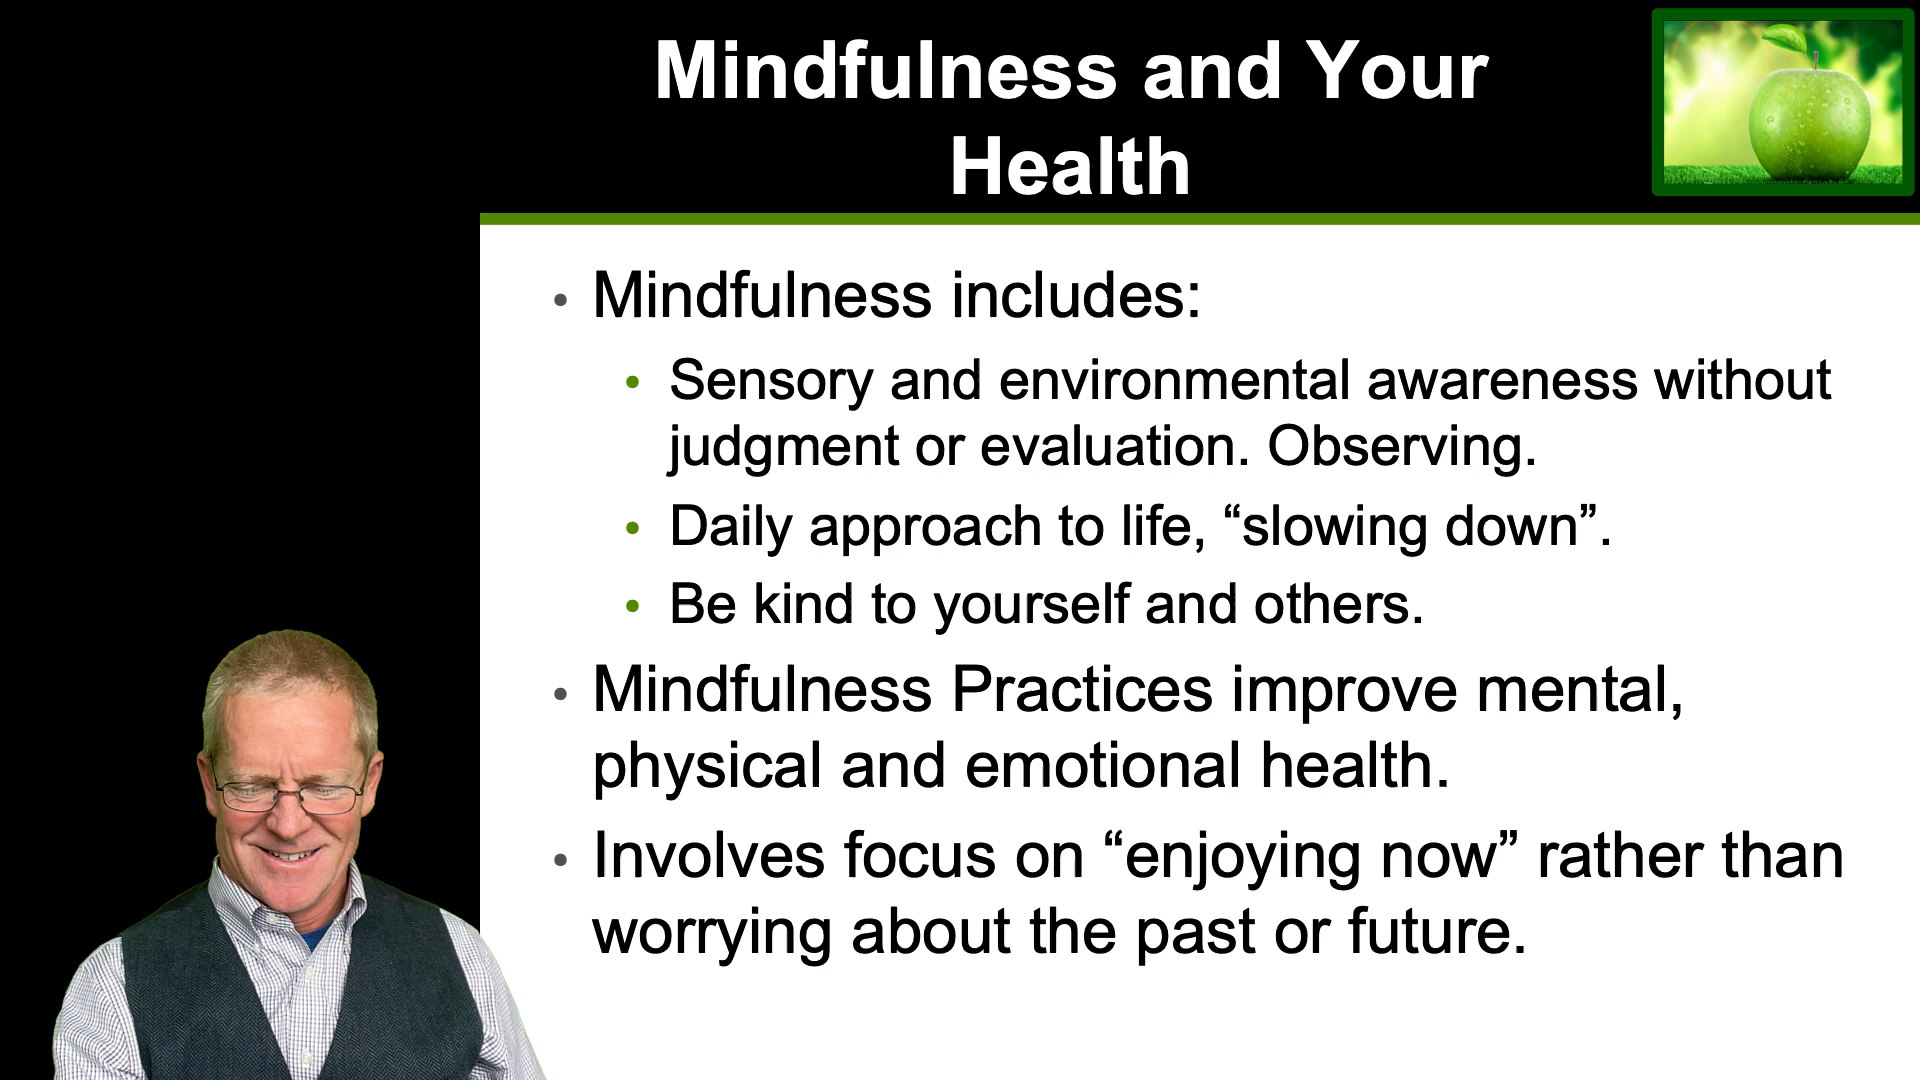 Mindfulness and Your
Health
• Mindfulness includes:
• Sensory and environmental awareness without
judgment or evaluation. Observing.
• Daily approach to life, “slowing down”.
• Be kind to yourself and others.
• Mindfulness Practices improve mental,
physical and emotional health.
• Involves focus on “enjoying now” rather than
worrying about the past or future.